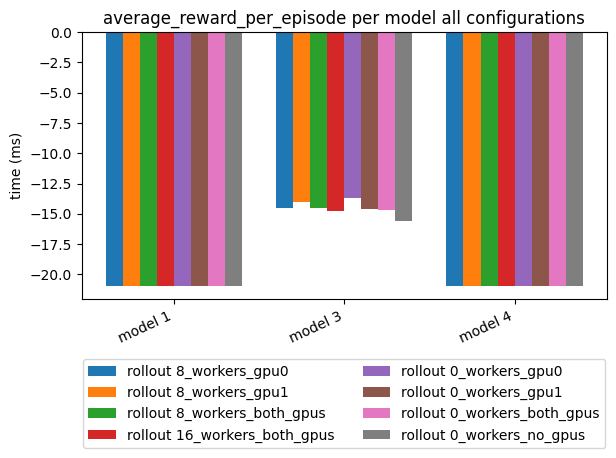 average_reward_per_episode per model all configurations
time (ms)
0.0
−2.5
−5.0
−7.5
−10.0
−12.5
−15.0
−17.5
−20.0
model 1
model 3
model 4
rollout 8_workers_gpu0
rollout 8_workers_gpu1
rollout 8_workers_both_gpus
rollout 16_workers_both_gpus
rollout 0_workers_gpu0
rollout 0_workers_gpu1
rollout 0_workers_both_gpus
rollout 0_workers_no_gpus